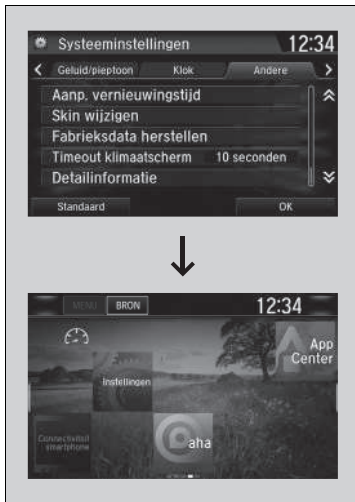 Systeeminstellingen 12:34
Geluid/pieptoon Klok Andere
Aanp. vernieuwingstijd
Skin wijzigen
Fabrieksdata herstellen
Timeout klimaatscherm 10 seconden
Detailinformatie
Standaard OK
MENU BRON 12:34
App
Center
Instellingen
Connectiviteit
smartphone
aha